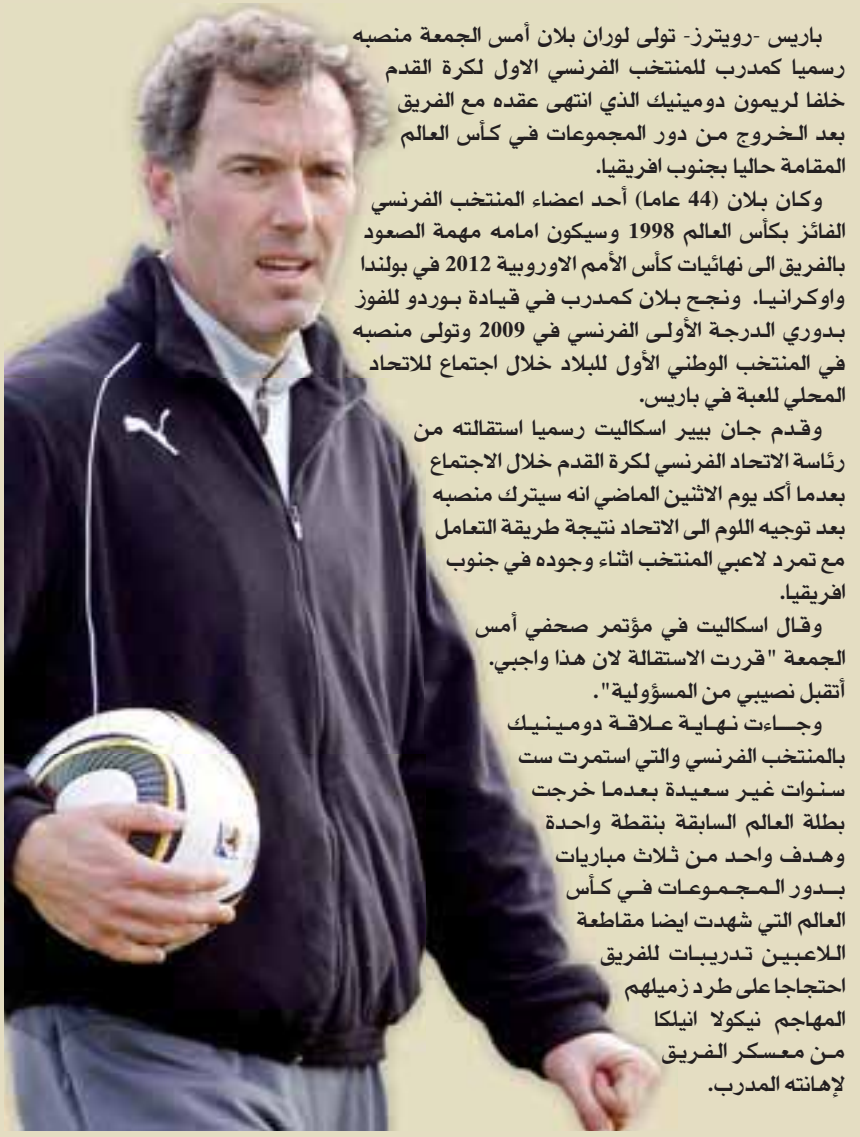 باريس -رويترز- تولى لوران بلان أمس الجمعة منصبه
رسميا كمدرب للمنتخب الفرنسي الاول لكرة القدم
خلفا لريمون دومينيك الذي انتهى عقده مع الفريق
بعد الخروج من دور المجموعات في كأس العالم
المقامة حاليا بجنوب افريقيا.
وكان بلان (44 عاما) أحد اعضاء المنتخب الفرنسي
الفائز بكأس العالم 1998 وسيكون امامه مهمة الصعود
بالفريق الى نهائيات كأس الأمم الاوروبية 2012 في بولندا
واوكرانيا. ونجح بلان كمدرب في قيادة بوردو للفوز
بدوري الدرجة الأولى الفرنسي في 2009 وتولى منصبه
في المنتخب الوطني الأول للبلاد خلال اجتماع للاتحاد
المحلي للعبة في باريس.
وقدم جان بيير اسكاليت رسميا استقالته من
رئاسة الاتحاد الفرنسي لكرة القدم خلال الاجتماع
بعدما أكد يوم الاثنين الماضي انه سيترك منصبه
بعد توجيه اللوم الى الاتحاد نتيجة طريقة التعامل
مع تمرد لاعبي المنتخب اثناء وجوده في جنوب
افريقيا.
وقال اسكاليت في مؤتمر صحفي أمس
الجمعة "قررت الاستقالة لان هذا واجبي.
أتقبل نصيبي من المسؤولية".
وجاءت نهاية علاقة دومينيك
بالمنتخب الفرنسي والتي استمرت ست
سنوات غير سعيدة بعدما خرجت
بطلة العالم السابقة بنقطة واحدة
وهدف واحد من ثلاث مباريات
بدور المجموعات في كأس
العالم التي شهدت ايضا مقاطعة
اللاعبين تدريبات للفريق
احتجاجا على طرد زميلهم
المهاجم نيكولا انيلكا
من معسكر الفريق
لإهانته المدرب.